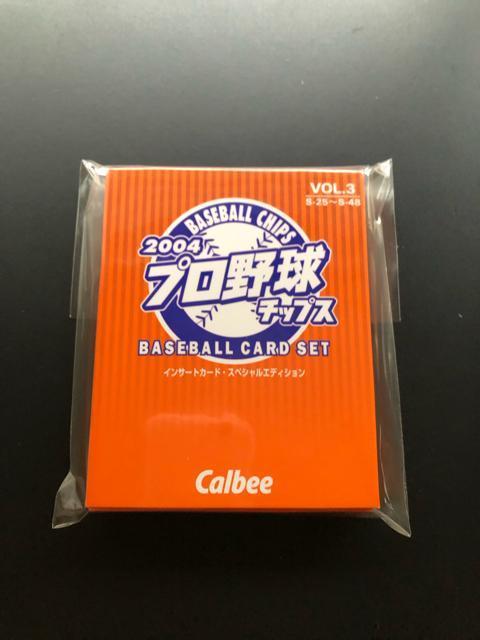 VOL.3
S-25～S-48
BASEBALL CHIPS
2004
プロ野球
チップス
BASEBALL CARD SET
インサートカード・スペシャルエディション
Calbee